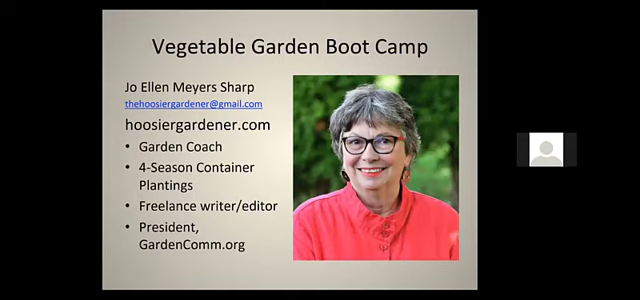 Vegetable Garden Boot Camp
Jo Ellen Meyers Sharp
thehoosiergardener@gmail.com
hoosiergardener.com
• Garden Coach
• 4-Season Container
Plantings
• Freelance writer/editor
• President,
GardenComm.org